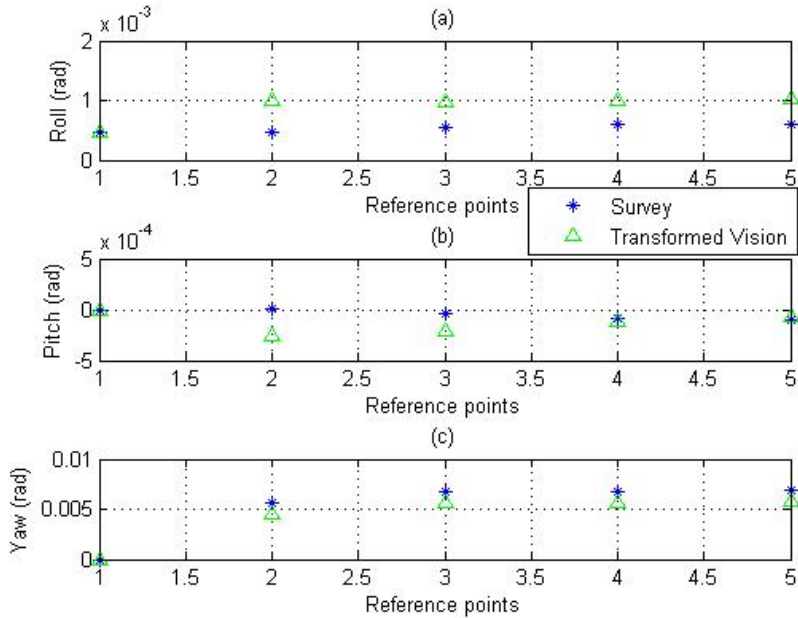 x 10⁻³
(a)
Roll (rad)
2
1
0
1 1.5 2 2.5 3 3.5 4 4.5 5
Reference points
Survey
Transformed Vision
x 10⁻⁴
(b)
Pitch (rad)
5
0
-5
1 1.5 2 2.5 3 3.5 4 4.5 5
Reference points
(c)
Yaw (rad)
0.01
0.005
0
1 1.5 2 2.5 3 3.5 4 4.5 5
Reference points